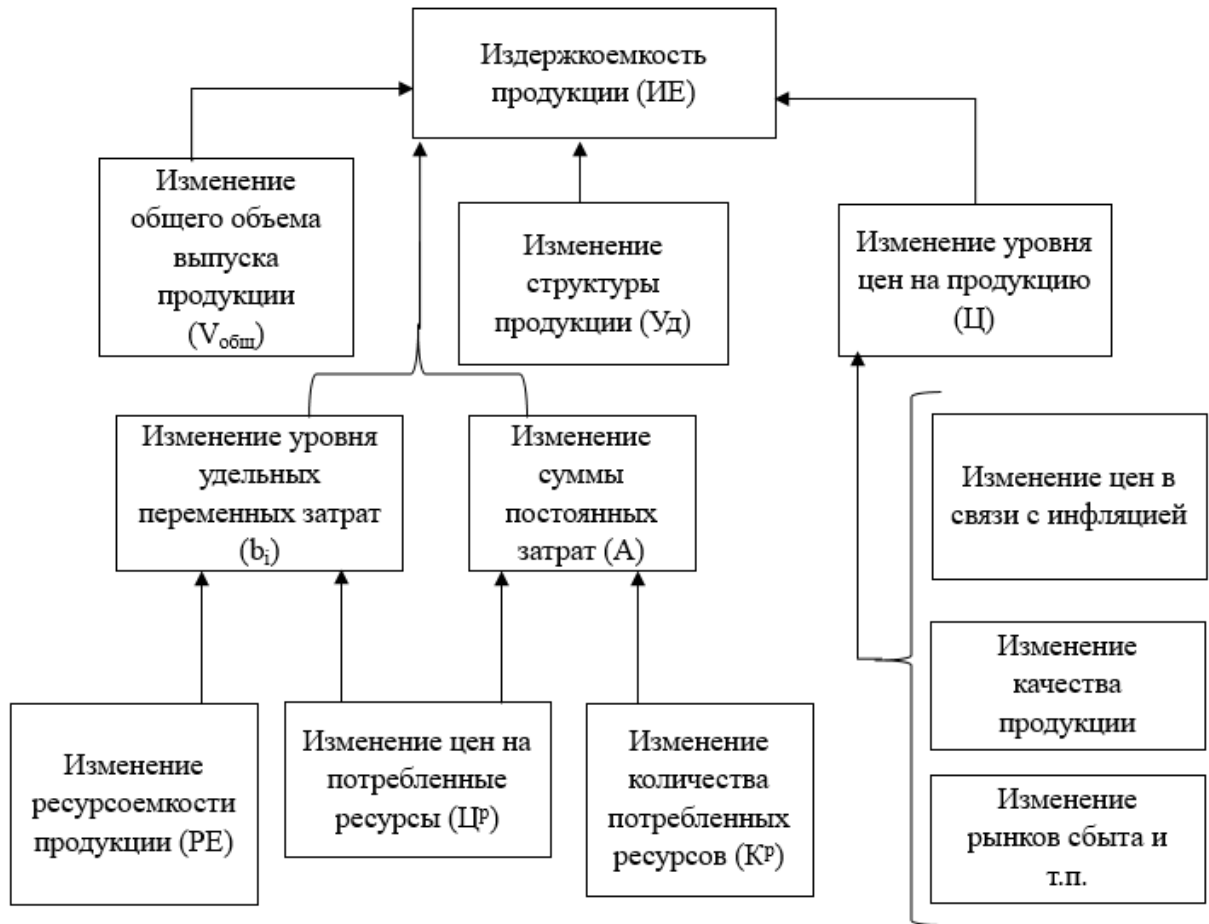 Издержкоемкость
продукции (ИЕ)
Изменение
общего объема
выпуска
продукции
(Vобщ)
Изменение
структуры
продукции (Уд)
Изменение уровня
цен на продукцию
(Ц)
Изменение уровня
удельных
переменных затрат
(bi)
Изменение
суммы
постоянных
затрат (А)
Изменение цен в
связи с инфляцией
Изменение
качества
продукции
Изменение
рынков сбыта и
т.п.
Изменение
ресурсоемкости
продукции (РЕ)
Изменение цен на
потребленные
ресурсы (Цр)
Изменение
количества
потребленных
ресурсов (Кр)